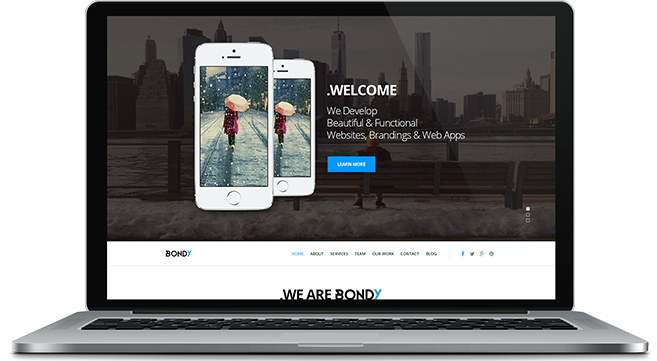 .WELCOME
We Develop
Beautiful & Functional
Websites, Brandings & Web Apps
LEARN MORE
BONDY
HOME ABOUT SERVICES TEAM OUR WORK CONTACT BLOG
.WE ARE BONDY